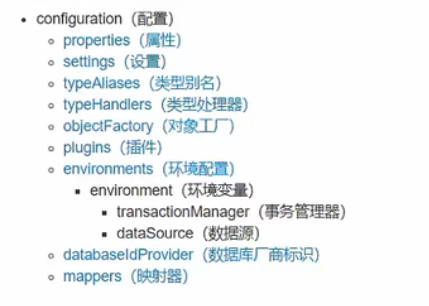 configuration（配置）
properties（属性）
settings（设置）
typeAliases（类型别名）
typeHandlers（类型处理器）
objectFactory（对象工厂）
plugins（插件）
environments（环境配置）
environment（环境变量）
transactionManager（事务管理器）
dataSource（数据源）
databaseIdProvider（数据库厂商标识）
mappers（映射器）